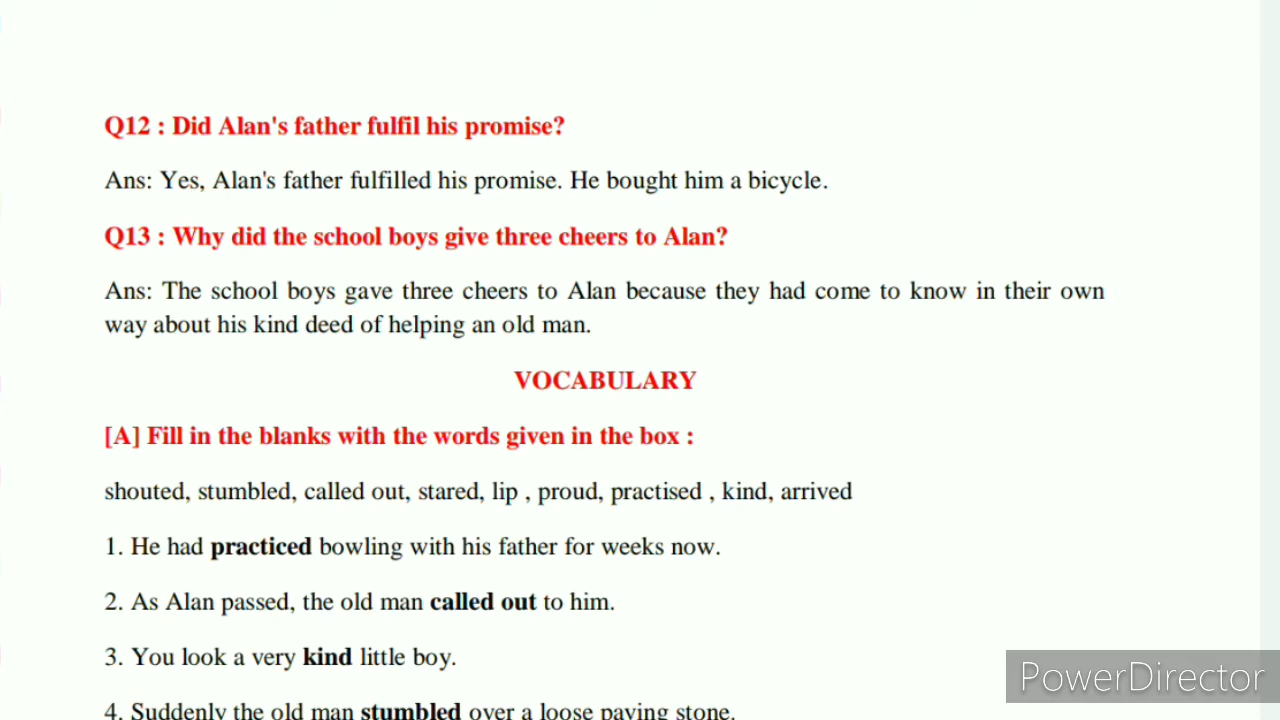 Q12 : Did Alan's father fulfil his promise?
Ans: Yes, Alan's father fulfilled his promise. He bought him a bicycle.
Q13 : Why did the school boys give three cheers to Alan?
Ans: The school boys gave three cheers to Alan because they had come to know in their own
way about his kind deed of helping an old man.
VOCABULARY
[A] Fill in the blanks with the words given in the box :
shouted, stumbled, called out, stared, lip , proud, practised , kind, arrived
1. He had practiced bowling with his father for weeks now.
2. As Alan passed, the old man called out to him.
3. You look a very kind little boy.
4. Suddenly the old man stumbled over a loose paving stone.
PowerDirector